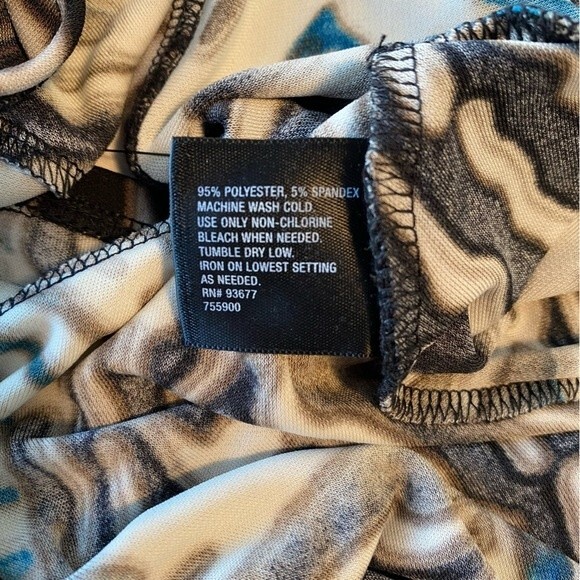 95% POLYESTER, 5% SPANDEX
MACHINE WASH COLD.
USE ONLY NON-CHLORINE
BLEACH WHEN NEEDED.
TUMBLE DRY LOW.
IRON ON LOWEST SETTING
AS NEEDED.
RN# 93677
755900